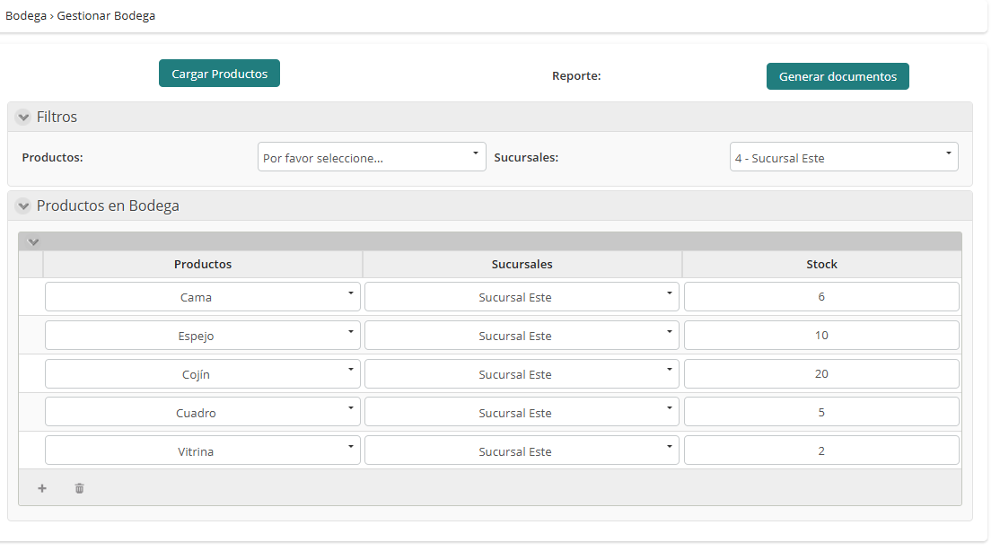 Bodega › Gestionar Bodega
Cargar Productos Reporte: Generar documentos
Filtros
Productos: Por favor seleccione... Sucursales: 4 - Sucursal Este
Productos en Bodega
Productos Sucursales Stock
Cama Sucursal Este 6
Espejo Sucursal Este 10
Cojín Sucursal Este 20
Cuadro Sucursal Este 5
Vitrina Sucursal Este 2